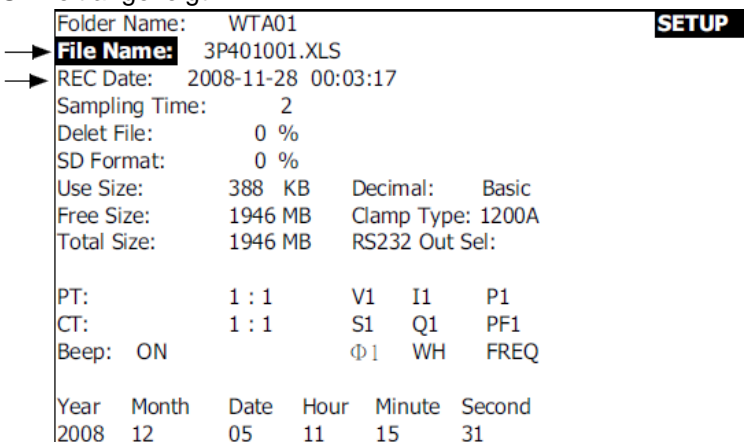 Folder Name: WTA01 SETUP
File Name: 3P401001.XLS
REC Date: 2008-11-28 00:03:17
Sampling Time: 2
Delet File: 0 %
SD Format: 0 %
Use Size: 388 KB Decimal: Basic
Free Size: 1946 MB Clamp Type: 1200A
Total Size: 1946 MB RS232 Out Sel:
PT: 1 : 1 V1 I1 P1
CT: 1 : 1 S1 Q1 PF1
Beep: ON Φ1 WH FREQ
Year Month Date Hour Minute Second
2008 12 05 11 15 31